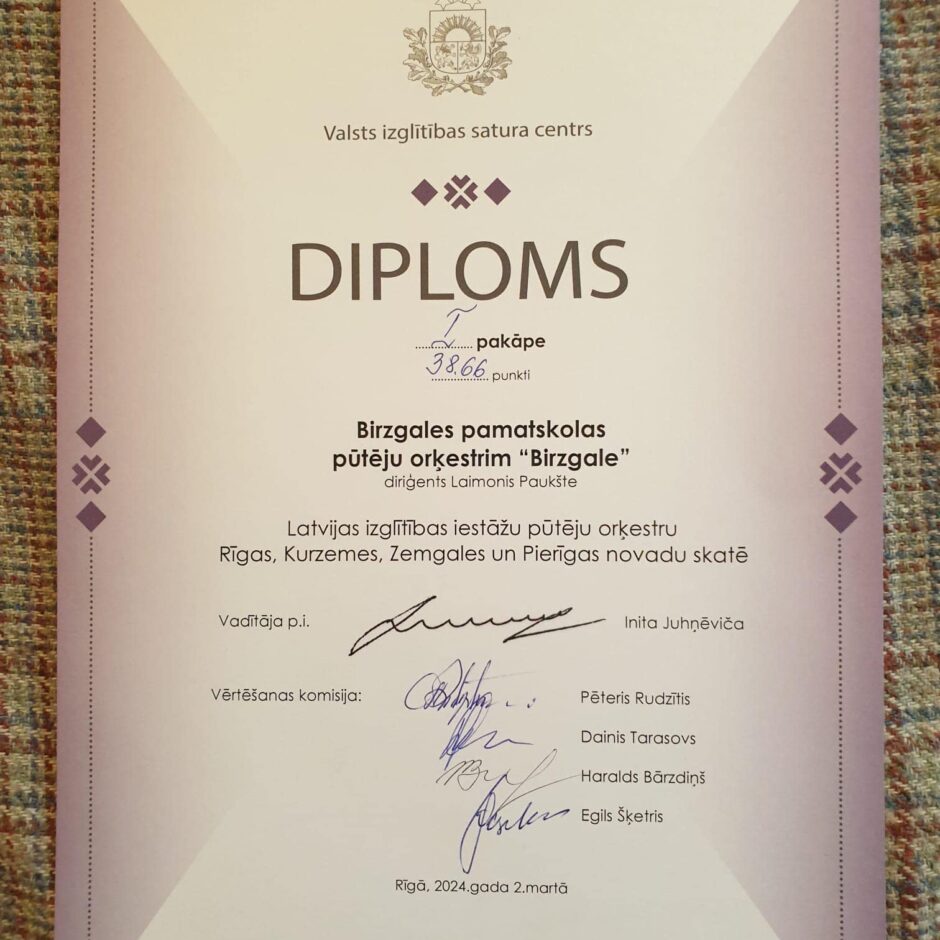 Valsts izglītības satura centrs
DIPLOMS
I pakāpe
38.66 punkti
Birzgales pamatskolas
pūtēju orķestrim “Birzgale”
diriģents Laimonis Paukšte
Latvijas izglītības iestāžu pūtēju orķestru
Rīgas, Kurzemes, Zemgales un Pierīgas novadu skatē
Vadītāja p.i. Inita Juhņēviča
Vērtēšanas komisija: Pēteris Rudzītis
Dainis Tarasovs
Haralds Bārzdiņš
Egils Šķetris
Rīgā, 2024.gada 2.martā